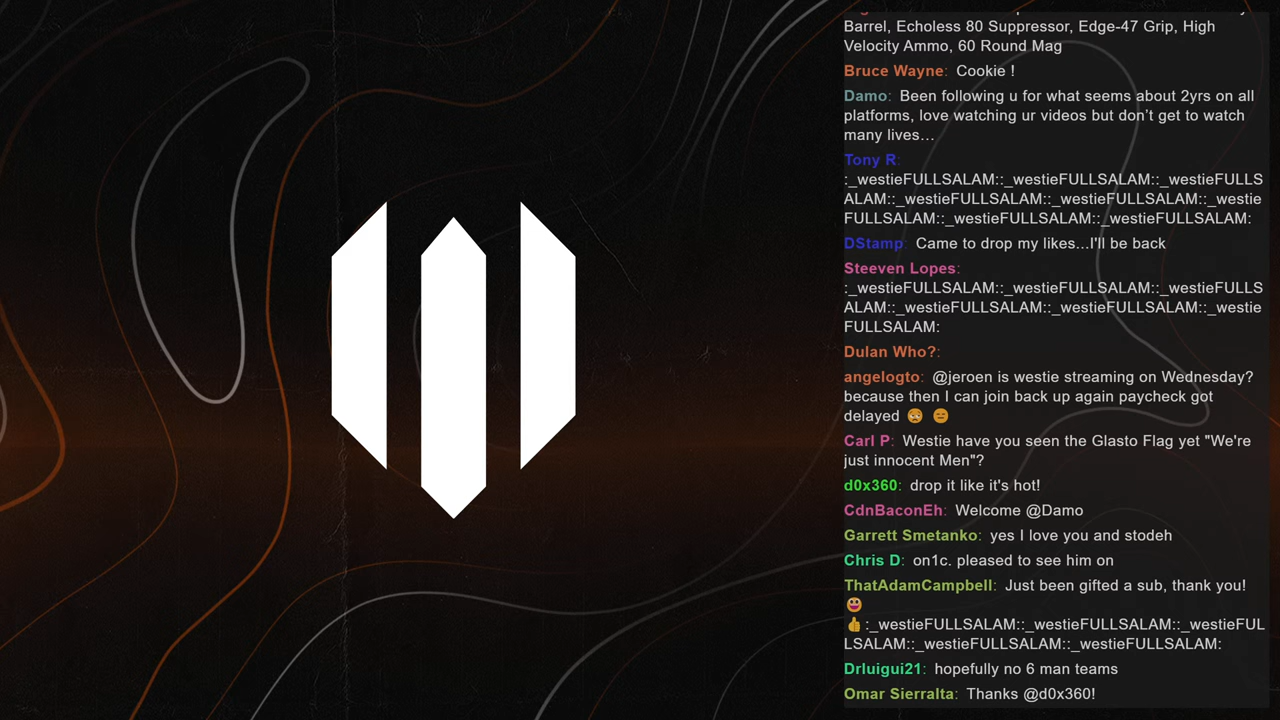 Barrel, Echoless 80 Suppressor, Edge-47 Grip, High
Velocity Ammo, 60 Round Mag
Bruce Wayne: Cookie !
Damo: Been following u for what seems about 2yrs on all
platforms, love watching ur videos but don’t get to watch
many lives…
Tony R:
:_westieFULLSALAM::_westieFULLSALAM::_westieFULLS
ALAM::_westieFULLSALAM::_westieFULLSALAM::_westie
FULLSALAM::_westieFULLSALAM::_westieFULLSALAM:
DStamp: Came to drop my likes...I'll be back
Steeven Lopes:
:_westieFULLSALAM::_westieFULLSALAM::_westieFULLS
ALAM::_westieFULLSALAM::_westieFULLSALAM::_westie
FULLSALAM:
Dulan Who?:
angelogto: @jeroen is westie streaming on Wednesday?
because then I can join back up again paycheck got
delayed
Carl P: Westie have you seen the Glasto Flag yet "We're
just innocent Men"?
d0x360: drop it like it's hot!
CdnBaconEh: Welcome @Damo
Garrett Smetanko: yes I love you and stodeh
Chris D: on1c. pleased to see him on
ThatAdamCampbell: Just been gifted a sub, thank you!
:_westieFULLSALAM::_westieFULLSALAM::_westieFUL
LSALAM::_westieFULLSALAM::_westieFULLSALAM:
Drluigui21: hopefully no 6 man teams
Omar Sierralta: Thanks @d0x360!